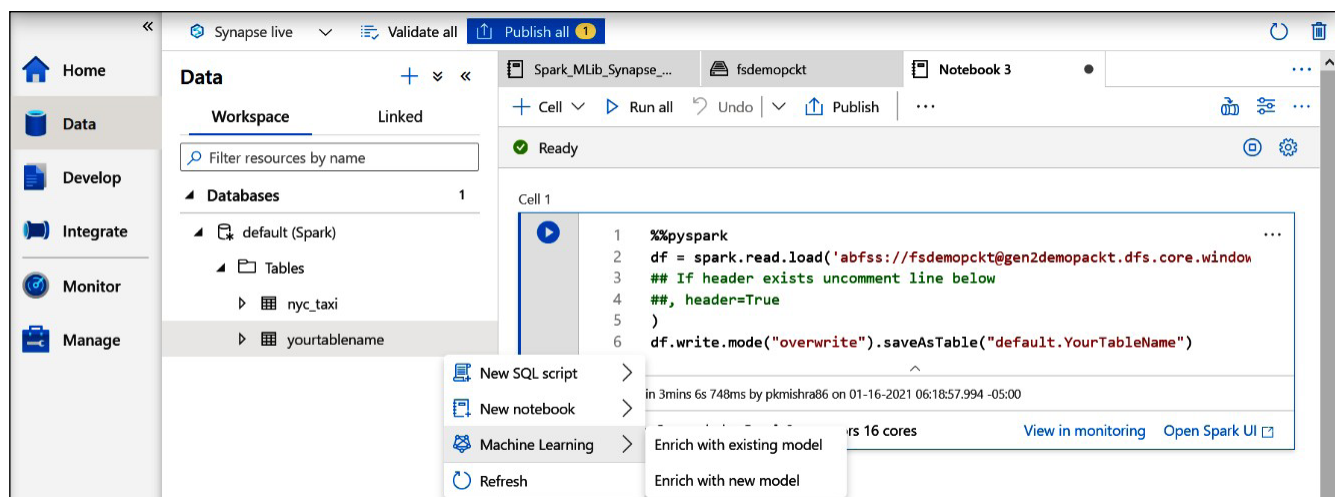 «
Synapse live
Validate all
Publish all 1
Home
Data
Develop
Integrate
Monitor
Manage
Data
Workspace
Linked
Filter resources by name
Databases 1
default (Spark)
Tables
nyc_taxi
yourtablename
New SQL script
New notebook
Machine Learning
Refresh
Enrich with existing model
Enrich with new model
Spark_MLib_Synapse_...
fsdemopckt
Notebook 3
Cell
Run all
Undo
Publish
Ready
Cell 1
1 %%pyspark
2 df = spark.read.load('abfss://fsdemopckt@gen2demopackt.dfs.core.window
3 ## If header exists uncomment line below
4 ##, header=True
5 )
6 df.write.mode("overwrite").saveAsTable("default.YourTableName")
in 3mins 6s 748ms by pkmishra86 on 01-16-2021 06:18:57.994 -05:00
16 cores
View in monitoring
Open Spark UI